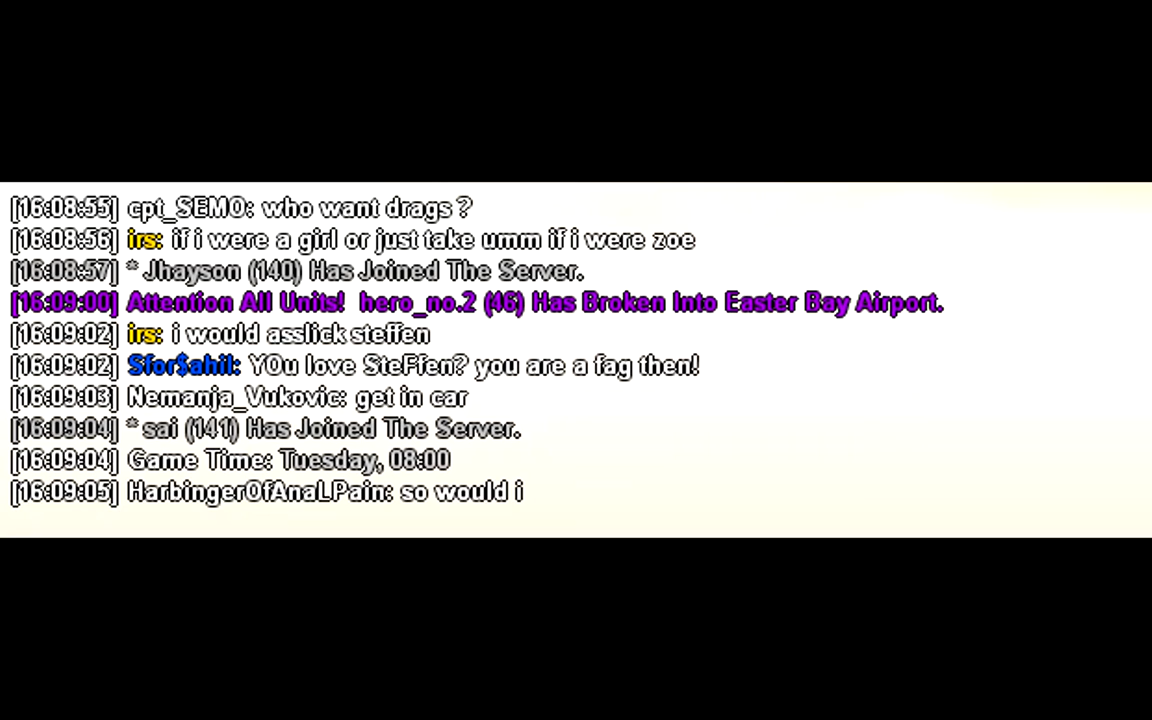 [16:08:55] cpt_SEMO: who want drags ?
[16:08:56] irs: if i were a girl or just take umm if i were zoe
[16:08:57] * Jhayson (140) Has Joined The Server.
[16:09:00] Attention All Units!  hero_no.2 (46) Has Broken Into Easter Bay Airport.
[16:09:02] irs: i would asslick steffen
[16:09:02] Sfor$ahil: YOu love SteFfen? you are a fag then!
[16:09:03] Nemanja_Vukovic: get in car
[16:09:04] * sai (141) Has Joined The Server.
[16:09:04] Game Time: Tuesday, 08:00
[16:09:05] HarbingerOfAnaLPain: so would i